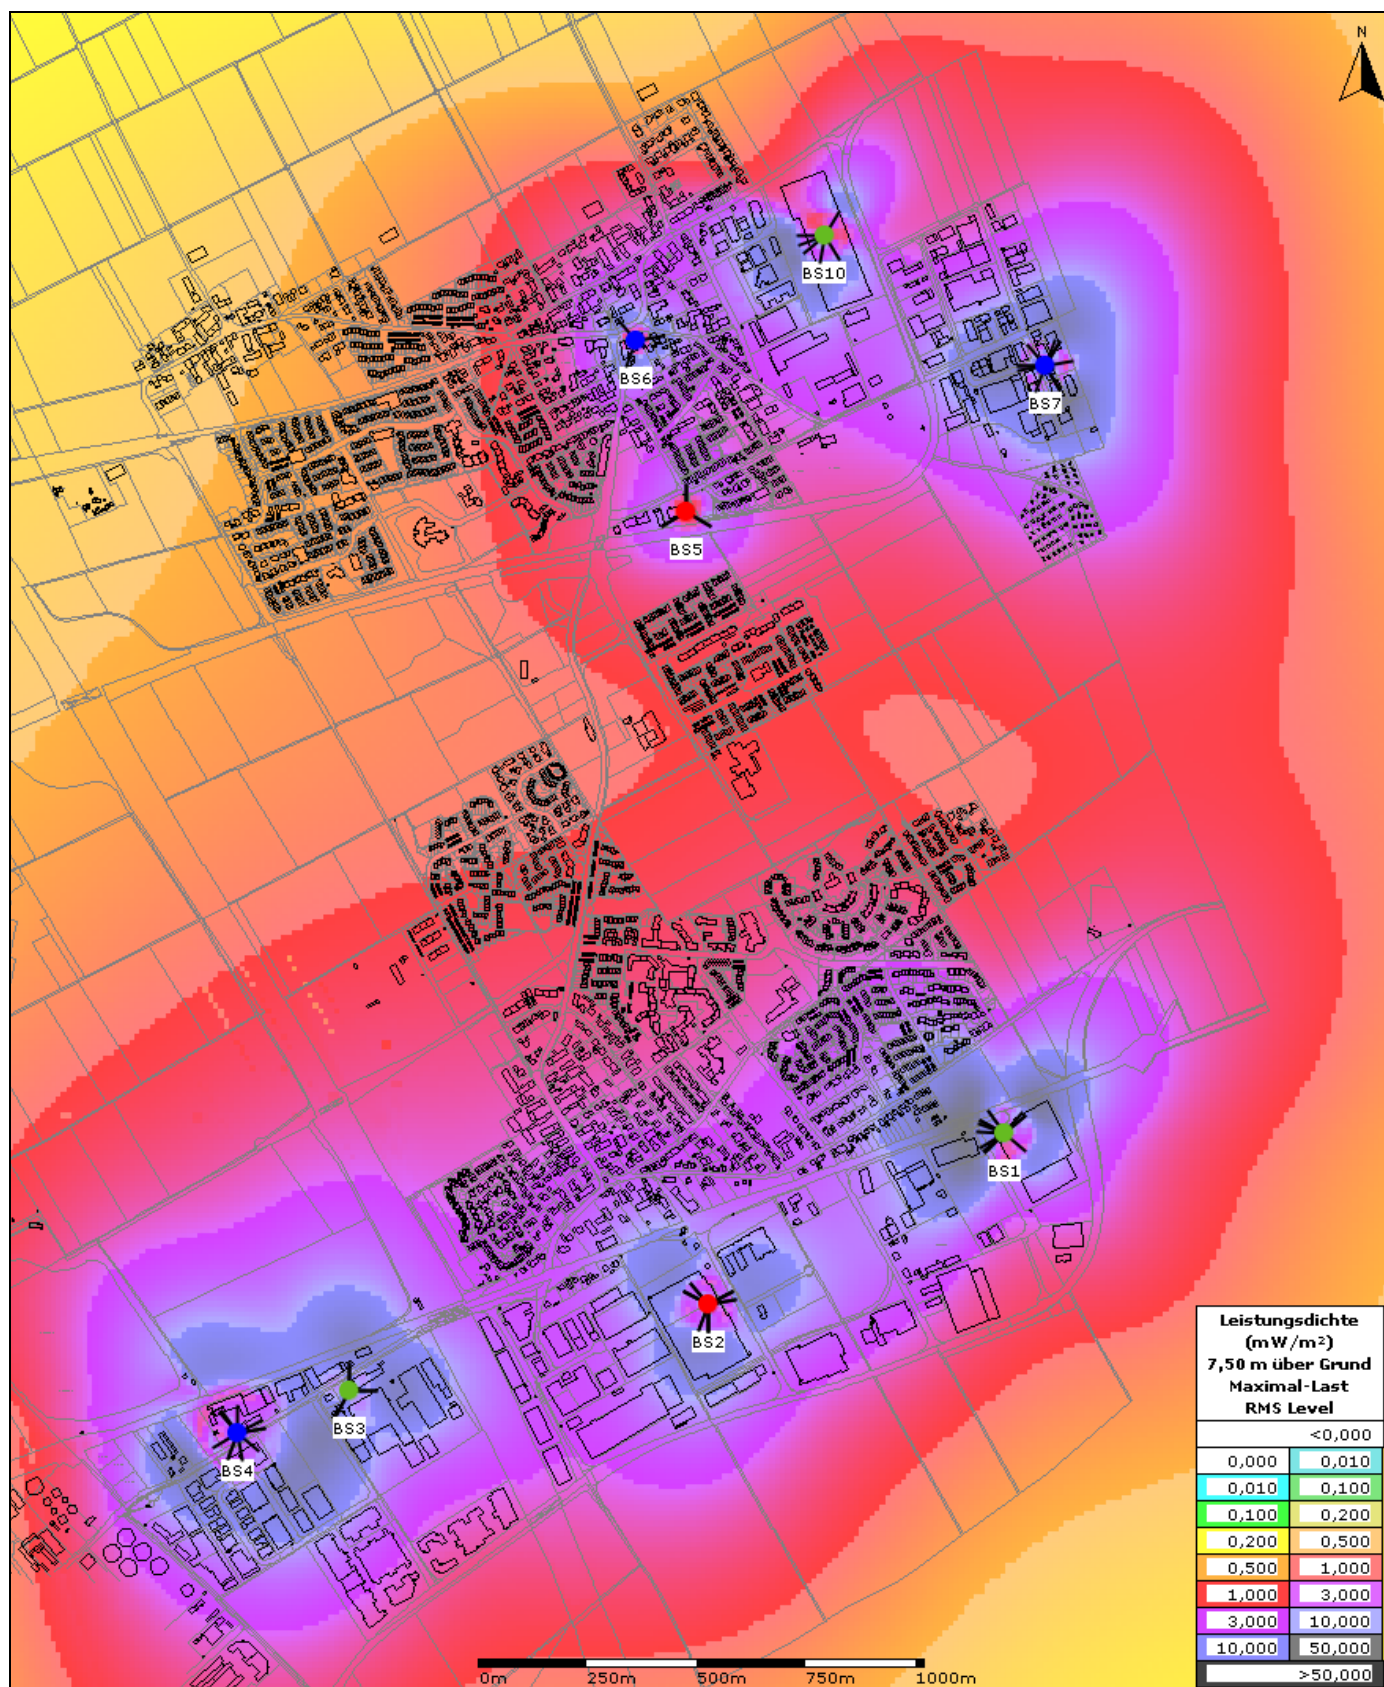 N
BS10
BS6
BS7
BS5
BS1
BS2
BS3
BS4
Leistungsdichte
(mW/m²)
7,50 m über Grund
Maximal-Last
RMS Level
<0,000
0,000 0,010
0,010 0,100
0,100 0,200
0,200 0,500
0,500 1,000
1,000 3,000
3,000 10,000
10,000 50,000
>50,000
0m 250m 500m 750m 1000m